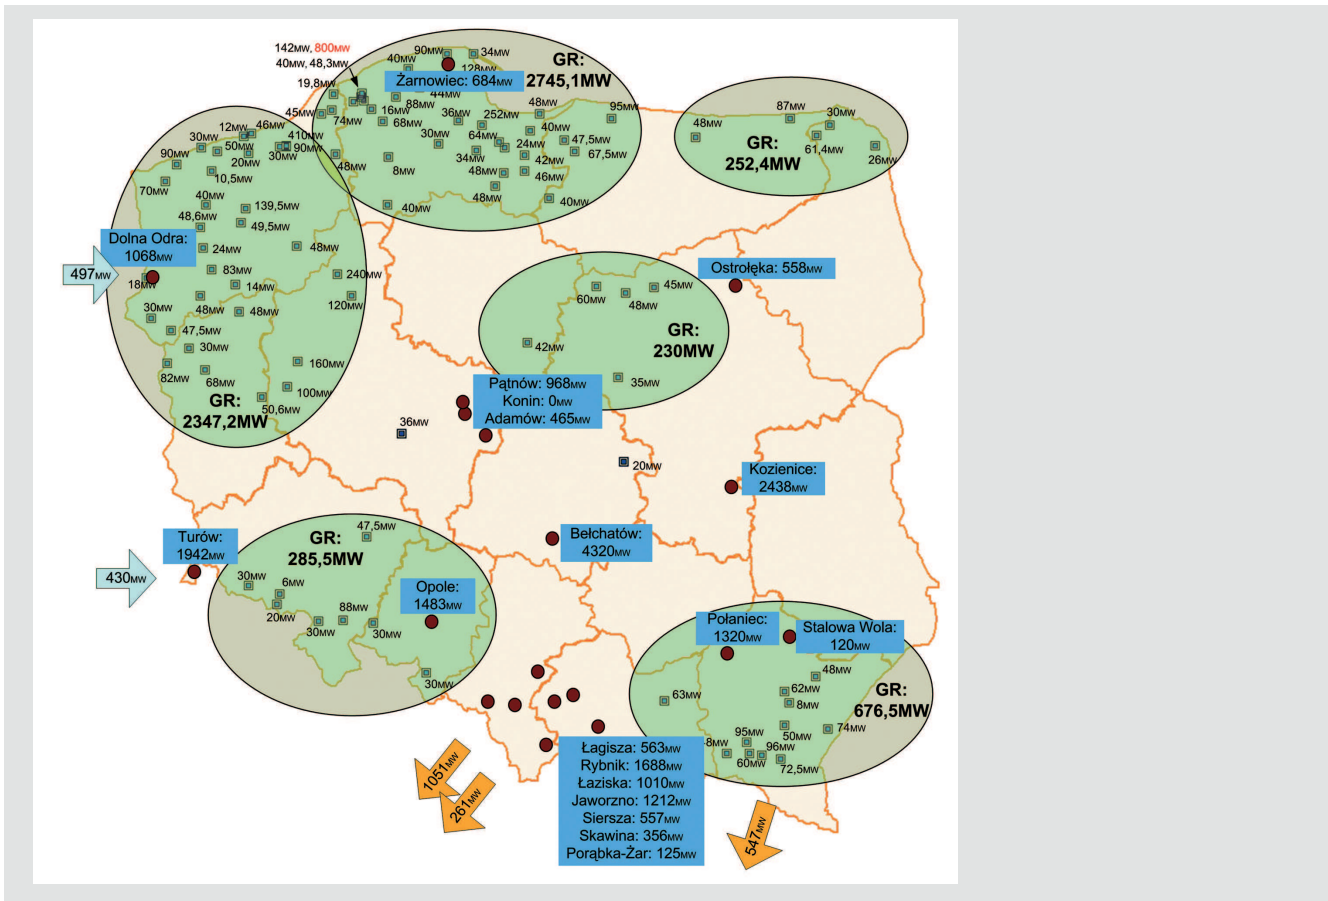 142MW, 800MW
40MW, 48,3MW
19,8MW
45MW
74MW
40MW
90MW
34MW
128MW
GR:
2745,1MW
Żarnowiec: 684MW
44MW
88MW
16MW
68MW
36MW
252MW
48MW
95MW
30MW
64MW
40MW
24MW
47,5MW
67,5MW
34MW
42MW
48MW
8MW
48MW
46MW
48MW
40MW
40MW
48MW
87MW
30MW
61,4MW
26MW
GR:
252,4MW
12MW
46MW
30MW
50MW
410MW
90MW
30MW
20MW
90MW
10,5MW
70MW
40MW
139,5MW
48,6MW
49,5MW
Dolna Odra:
1068MW
24MW
48MW
497MW
18MW
83MW
14MW
240MW
120MW
30MW
48MW
48MW
47,5MW
30MW
82MW
68MW
160MW
100MW
50,6MW
GR:
2347,2MW
Ostrołęka: 558MW
60MW
48MW
45MW
42MW
35MW
GR:
230MW
Pątnów: 968MW
Konin: 0MW
Adamów: 465MW
36MW
20MW
Kozienice:
2438MW
Bełchatów:
4320MW
Turów:
1942MW
430MW
GR:
285,5MW
47,5MW
30MW
6MW
20MW
30MW
88MW
30MW
30MW
Opole:
1483MW
Połaniec:
1320MW
Stalowa Wola:
120MW
63MW
48MW
62MW
8MW
GR:
676,5MW
50MW
74MW
95MW
96MW
60MW
72,5MW
Łagisza: 563MW
Rybnik: 1688MW
Łaziska: 1010MW
Jaworzno: 1212MW
Siersza: 557MW
Skawina: 356MW
Porąbka-Żar: 125MW
1051MW
261MW
547MW